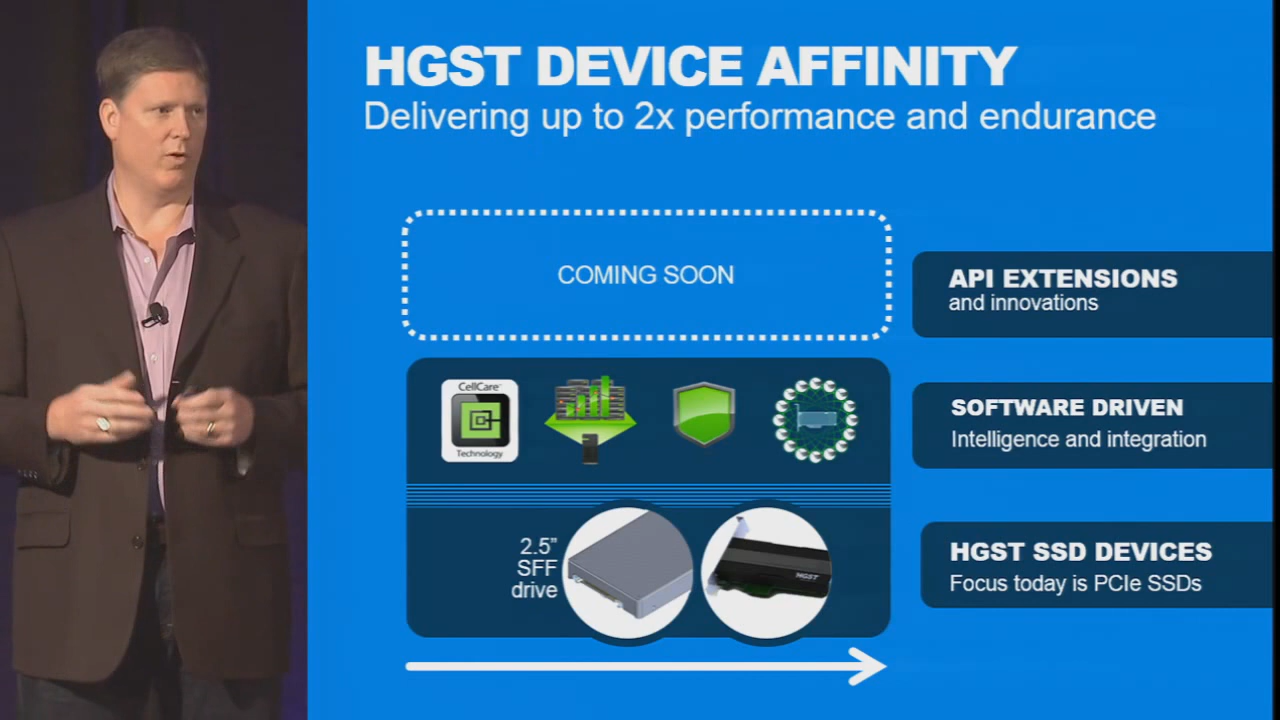 HGST DEVICE AFFINITY
Delivering up to 2x performance and endurance
COMING SOON
API EXTENSIONS
and innovations
CellCare™
Technology
SOFTWARE DRIVEN
Intelligence and integration
2.5”
SFF
drive
HGST
HGST SSD DEVICES
Focus today is PCIe SSDs